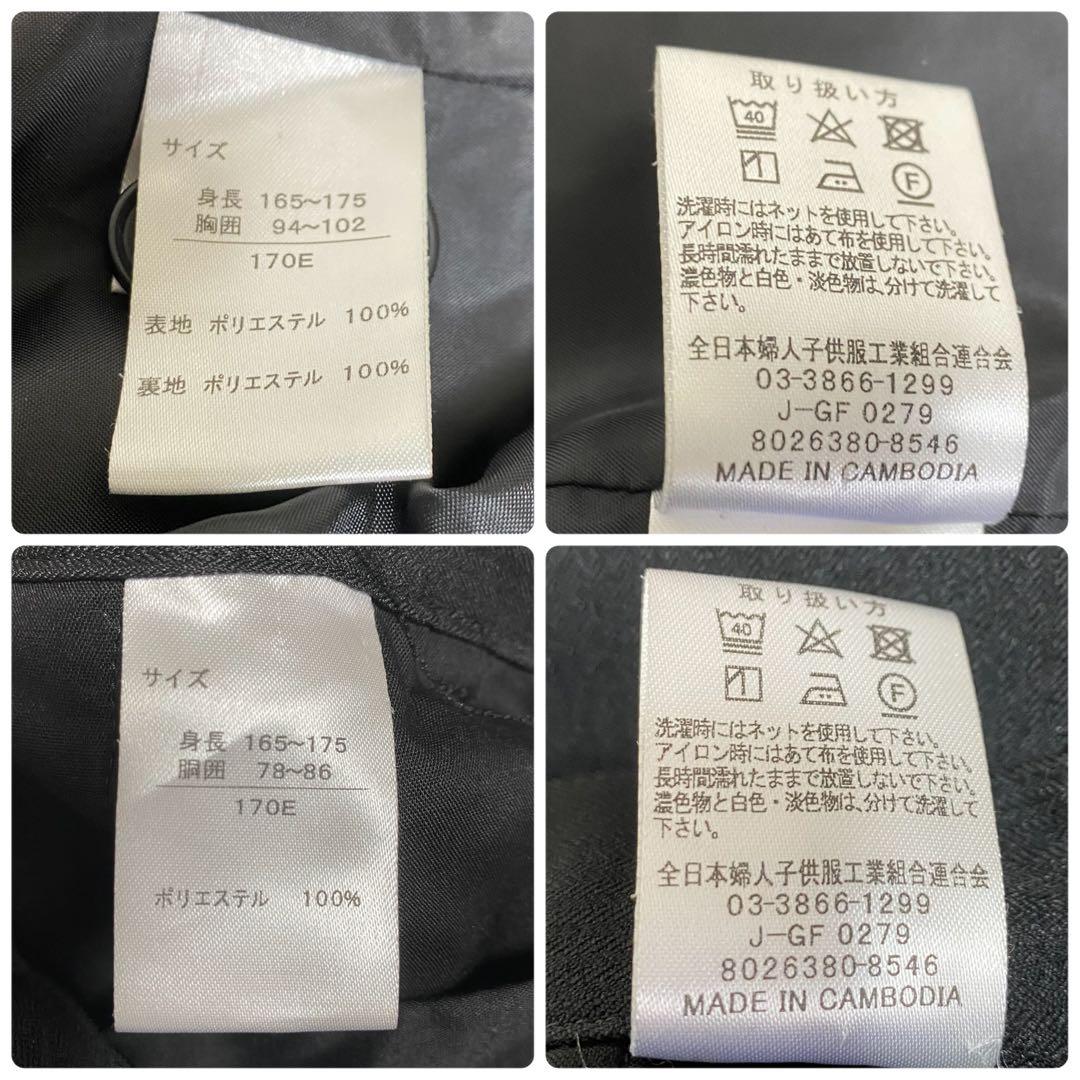 サイズ
身長 165~175
胸囲 94~102
170E
表地 ポリエステル 100%
裏地 ポリエステル 100%
取り扱い方
40
F
洗濯時にはネットを使用して下さい。
アイロン時にはあて布を使用して下さい。
長時間濡れたままで放置しないで下さい。
濃色物と白色・淡色物は、分けて洗濯して
下さい。
全日本婦人子供服工業組合連合会
03-3866-1299
J-GF 0279
8026380-8546
MADE IN CAMBODIA
サイズ
身長 165~175
胴囲 78~86
170E
ポリエステル 100%
取り扱い方
40
F
洗濯時にはネットを使用して下さい。
アイロン時にはあて布を使用して下さい。
長時間濡れたままで放置しないで下さい。
濃色物と白色・淡色物は、分けて洗濯して
下さい。
全日本婦人子供服工業組合連合会
03-3866-1299
J-GF 0279
8026380-8546
MADE IN CAMBODIA